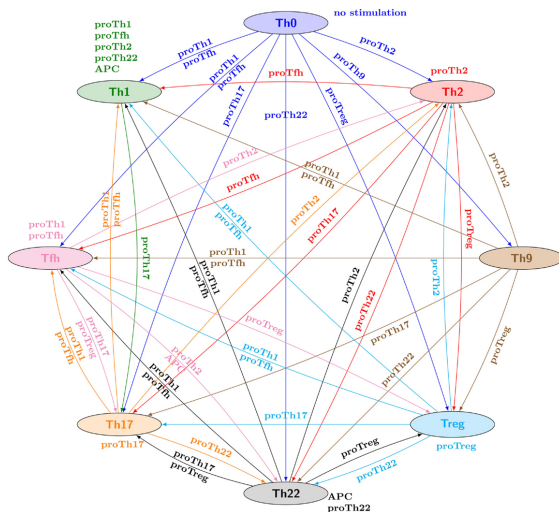 Th0
no stimulation
proTh1
proTfh
proTh2
proTh22
APC
proTh1
proTfh
proTh1
proTfh
proTh9
proTh2
proTh2
proTfh
Th1
Th2
proTh17
proTh22
proTreg
proTh2
proTfh
proTh1
proTfh
proTh1
proTfh
proTh2
proTh17
proTh1
proTfh
proTh2
proTh1
proTfh
Tfh
Th9
proTh17
proTh1
proTfh
proTh1
proTfh
proTh2
proTreg
proTh2
proTh22
proTh1
proTfh
proTh17
proTreg
proTreg
proTh17
proTreg
proTh1
proTfh
proTh2
APC
proTh1
proTfh
proTh22
Th17
proTh17
proTh17
Treg
proTreg
proTh22
proTh17
proTreg
proTreg
proTh22
Th22
APC
proTh22